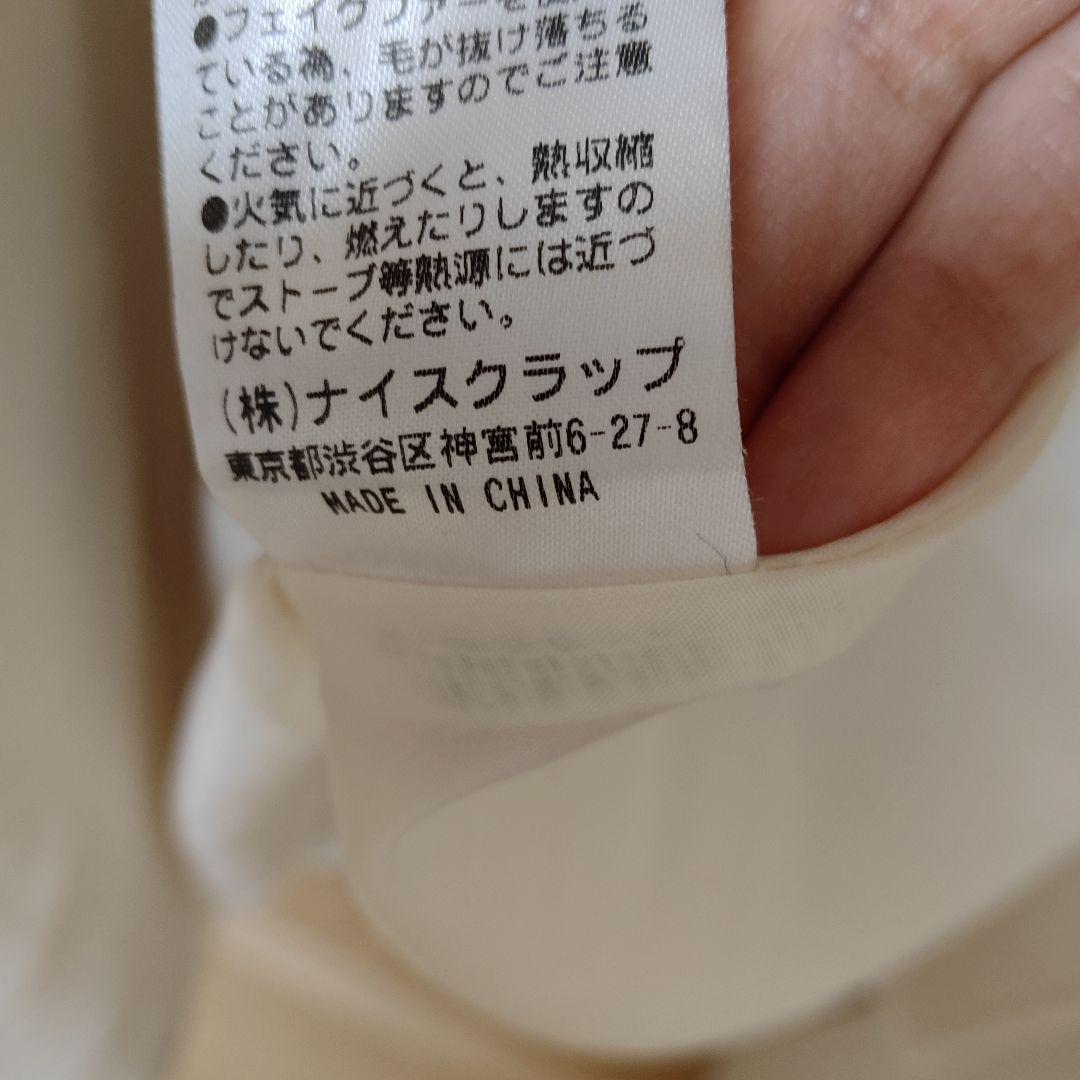 ●フェイクファーを
ている為、毛が抜け落ちる
ことがありますのでご注意
ください。
●火気に近づくと、熱収縮
したり、燃えたりしますの
でストーブ等熱源には近づ
けないでください。
(株)ナイスクラップ
東京都渋谷区神宮前6-27-8
MADE IN CHINA